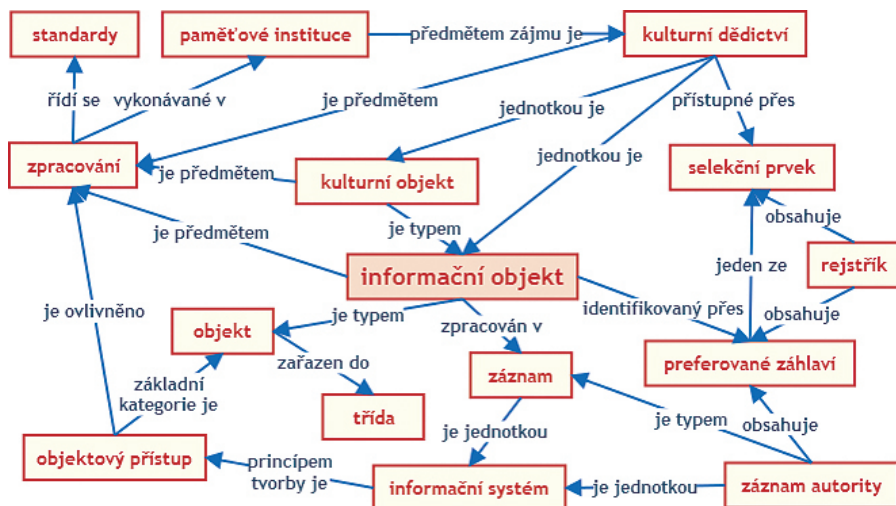 standardy
paměťové instituce
předmětem zájmu je
kulturní dědictví
řídí se
vykonávané v
je předmětem
jednotkou je
přístupné přes
zpracování
je předmětem
kulturní objekt
jednotkou je
selekční prvek
je předmětem
je typem
obsahuje
informační objekt
jeden ze
rejstřík
je ovlivněno
objekt
je typem
zpracován v
identifikovaný přes
obsahuje
zařazen do
záznam
preferované záhlaví
základní
kategorie je
třída
je jednotkou
je typem
obsahuje
objektový přístup
princípem
tvorby je
informační systém
je jednotkou
záznam autority